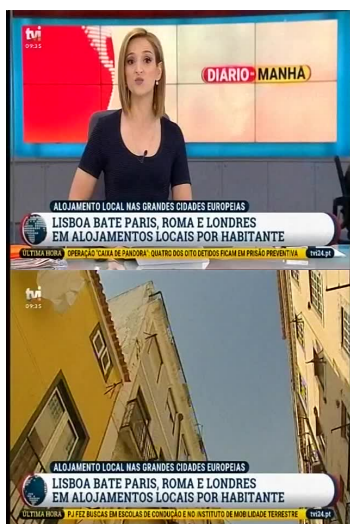 tvi
09:35
DIÁRIO DA MANHÃ
ALOJAMENTO LOCAL NAS GRANDES CIDADES EUROPEIAS
LISBOA BATE PARIS, ROMA E LONDRES
EM ALOJAMENTOS LOCAIS POR HABITANTE
ÚLTIMA HORA OPERAÇÃO "CAIXA DE PANDORA": QUATRO DOS OITO DETIDOS FICAM EM PRISÃO PREVENTIVA tvi24.pt
tvi
09:35
ALOJAMENTO LOCAL NAS GRANDES CIDADES EUROPEIAS
LISBOA BATE PARIS, ROMA E LONDRES
EM ALOJAMENTOS LOCAIS POR HABITANTE
ÚLTIMA HORA PJ FEZ BUSCAS EM ESCOLAS DE CONDUÇÃO E NO INSTITUTO DE MOBILIDADE TERRESTRE tvi24.pt